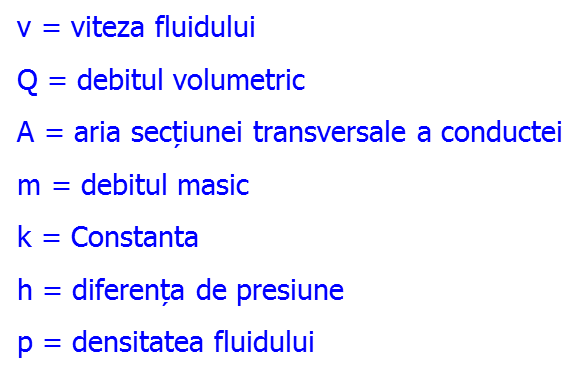 v = viteza fluidului
Q = debitul volumetric
A = aria secțiunei transversale a conductei
m = debitul masic
k = Constanta
h = diferența de presiune
p = densitatea fluidului